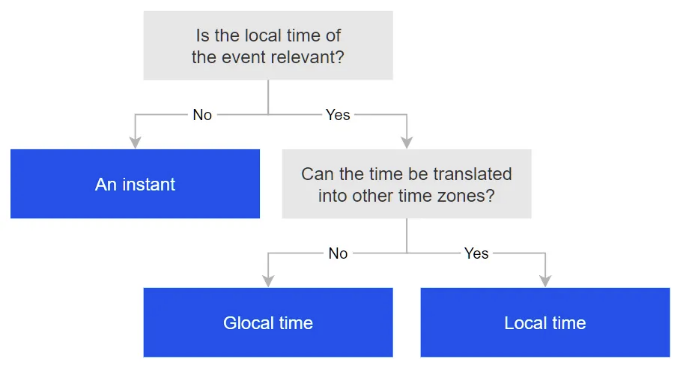 Is the local time of
the event relevant?
No
Yes
An instant
Can the time be translated
into other time zones?
No
Yes
Glocal time
Local time